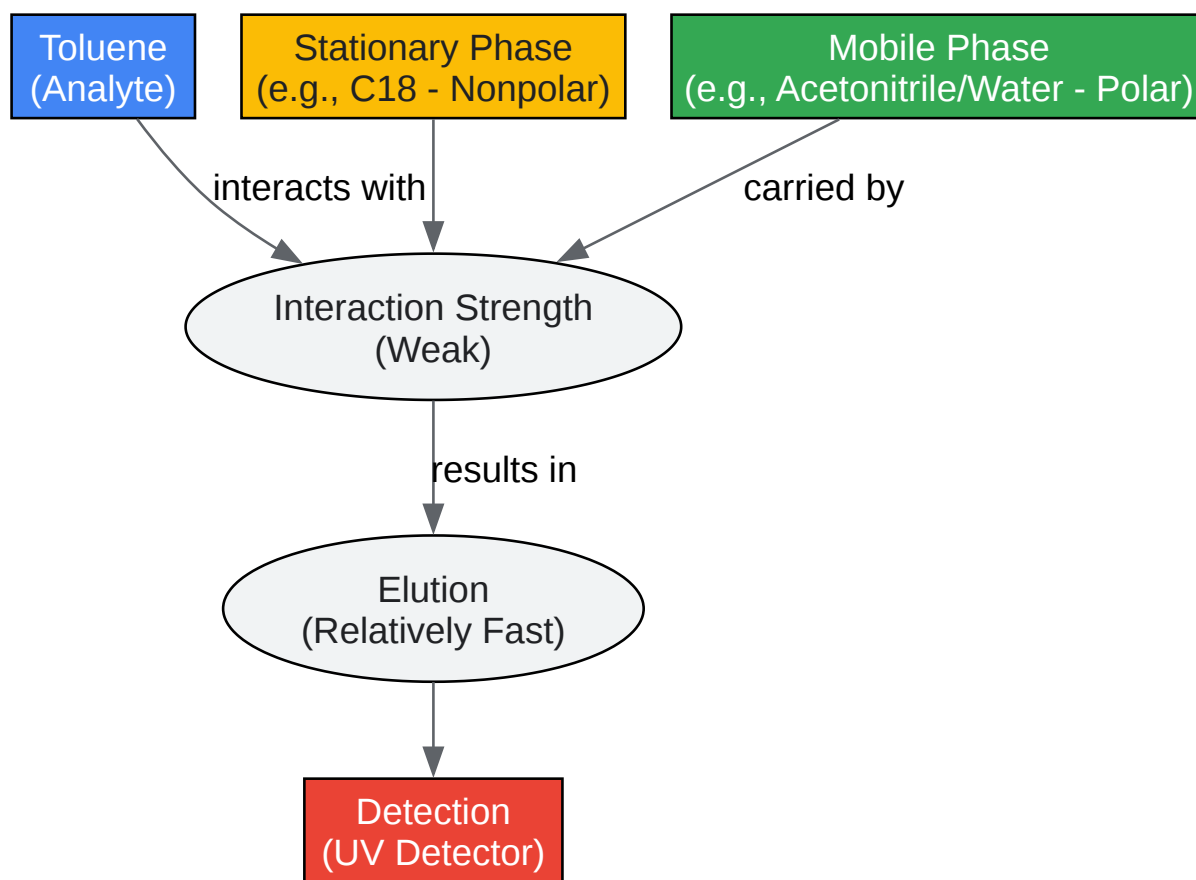 Toluene
(Analyte)
Stationary Phase
(e.g., C18 - Nonpolar)
Mobile Phase
(e.g., Acetonitrile/Water - Polar)
interacts with
carried by
Interaction Strength
(Weak)
results in
Elution
(Relatively Fast)
Detection
(UV Detector)